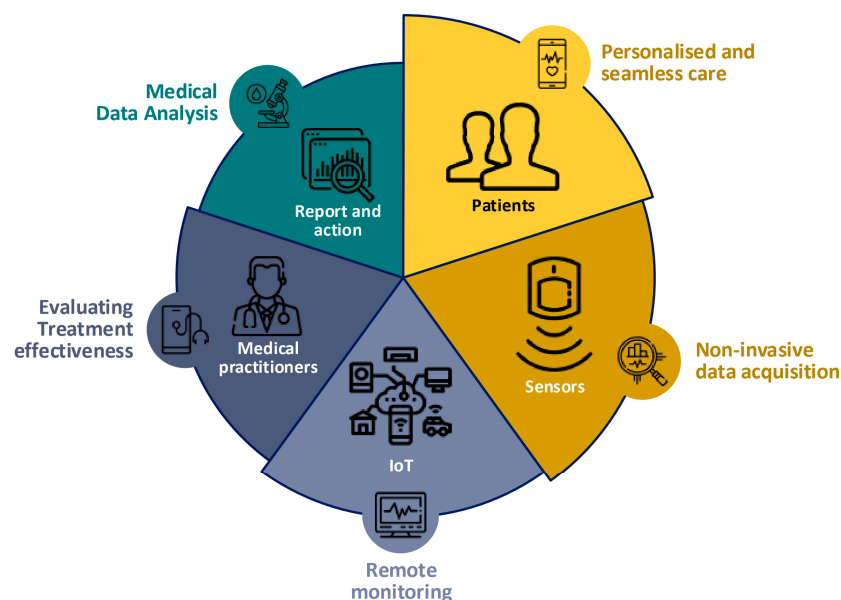 Personalised and
seamless care
Medical
Data Analysis
Patients
Report and
action
Evaluating
Treatment
effectiveness
Medical
practitioners
Non-invasive
data acquisition
Sensors
IoT
Remote
monitoring